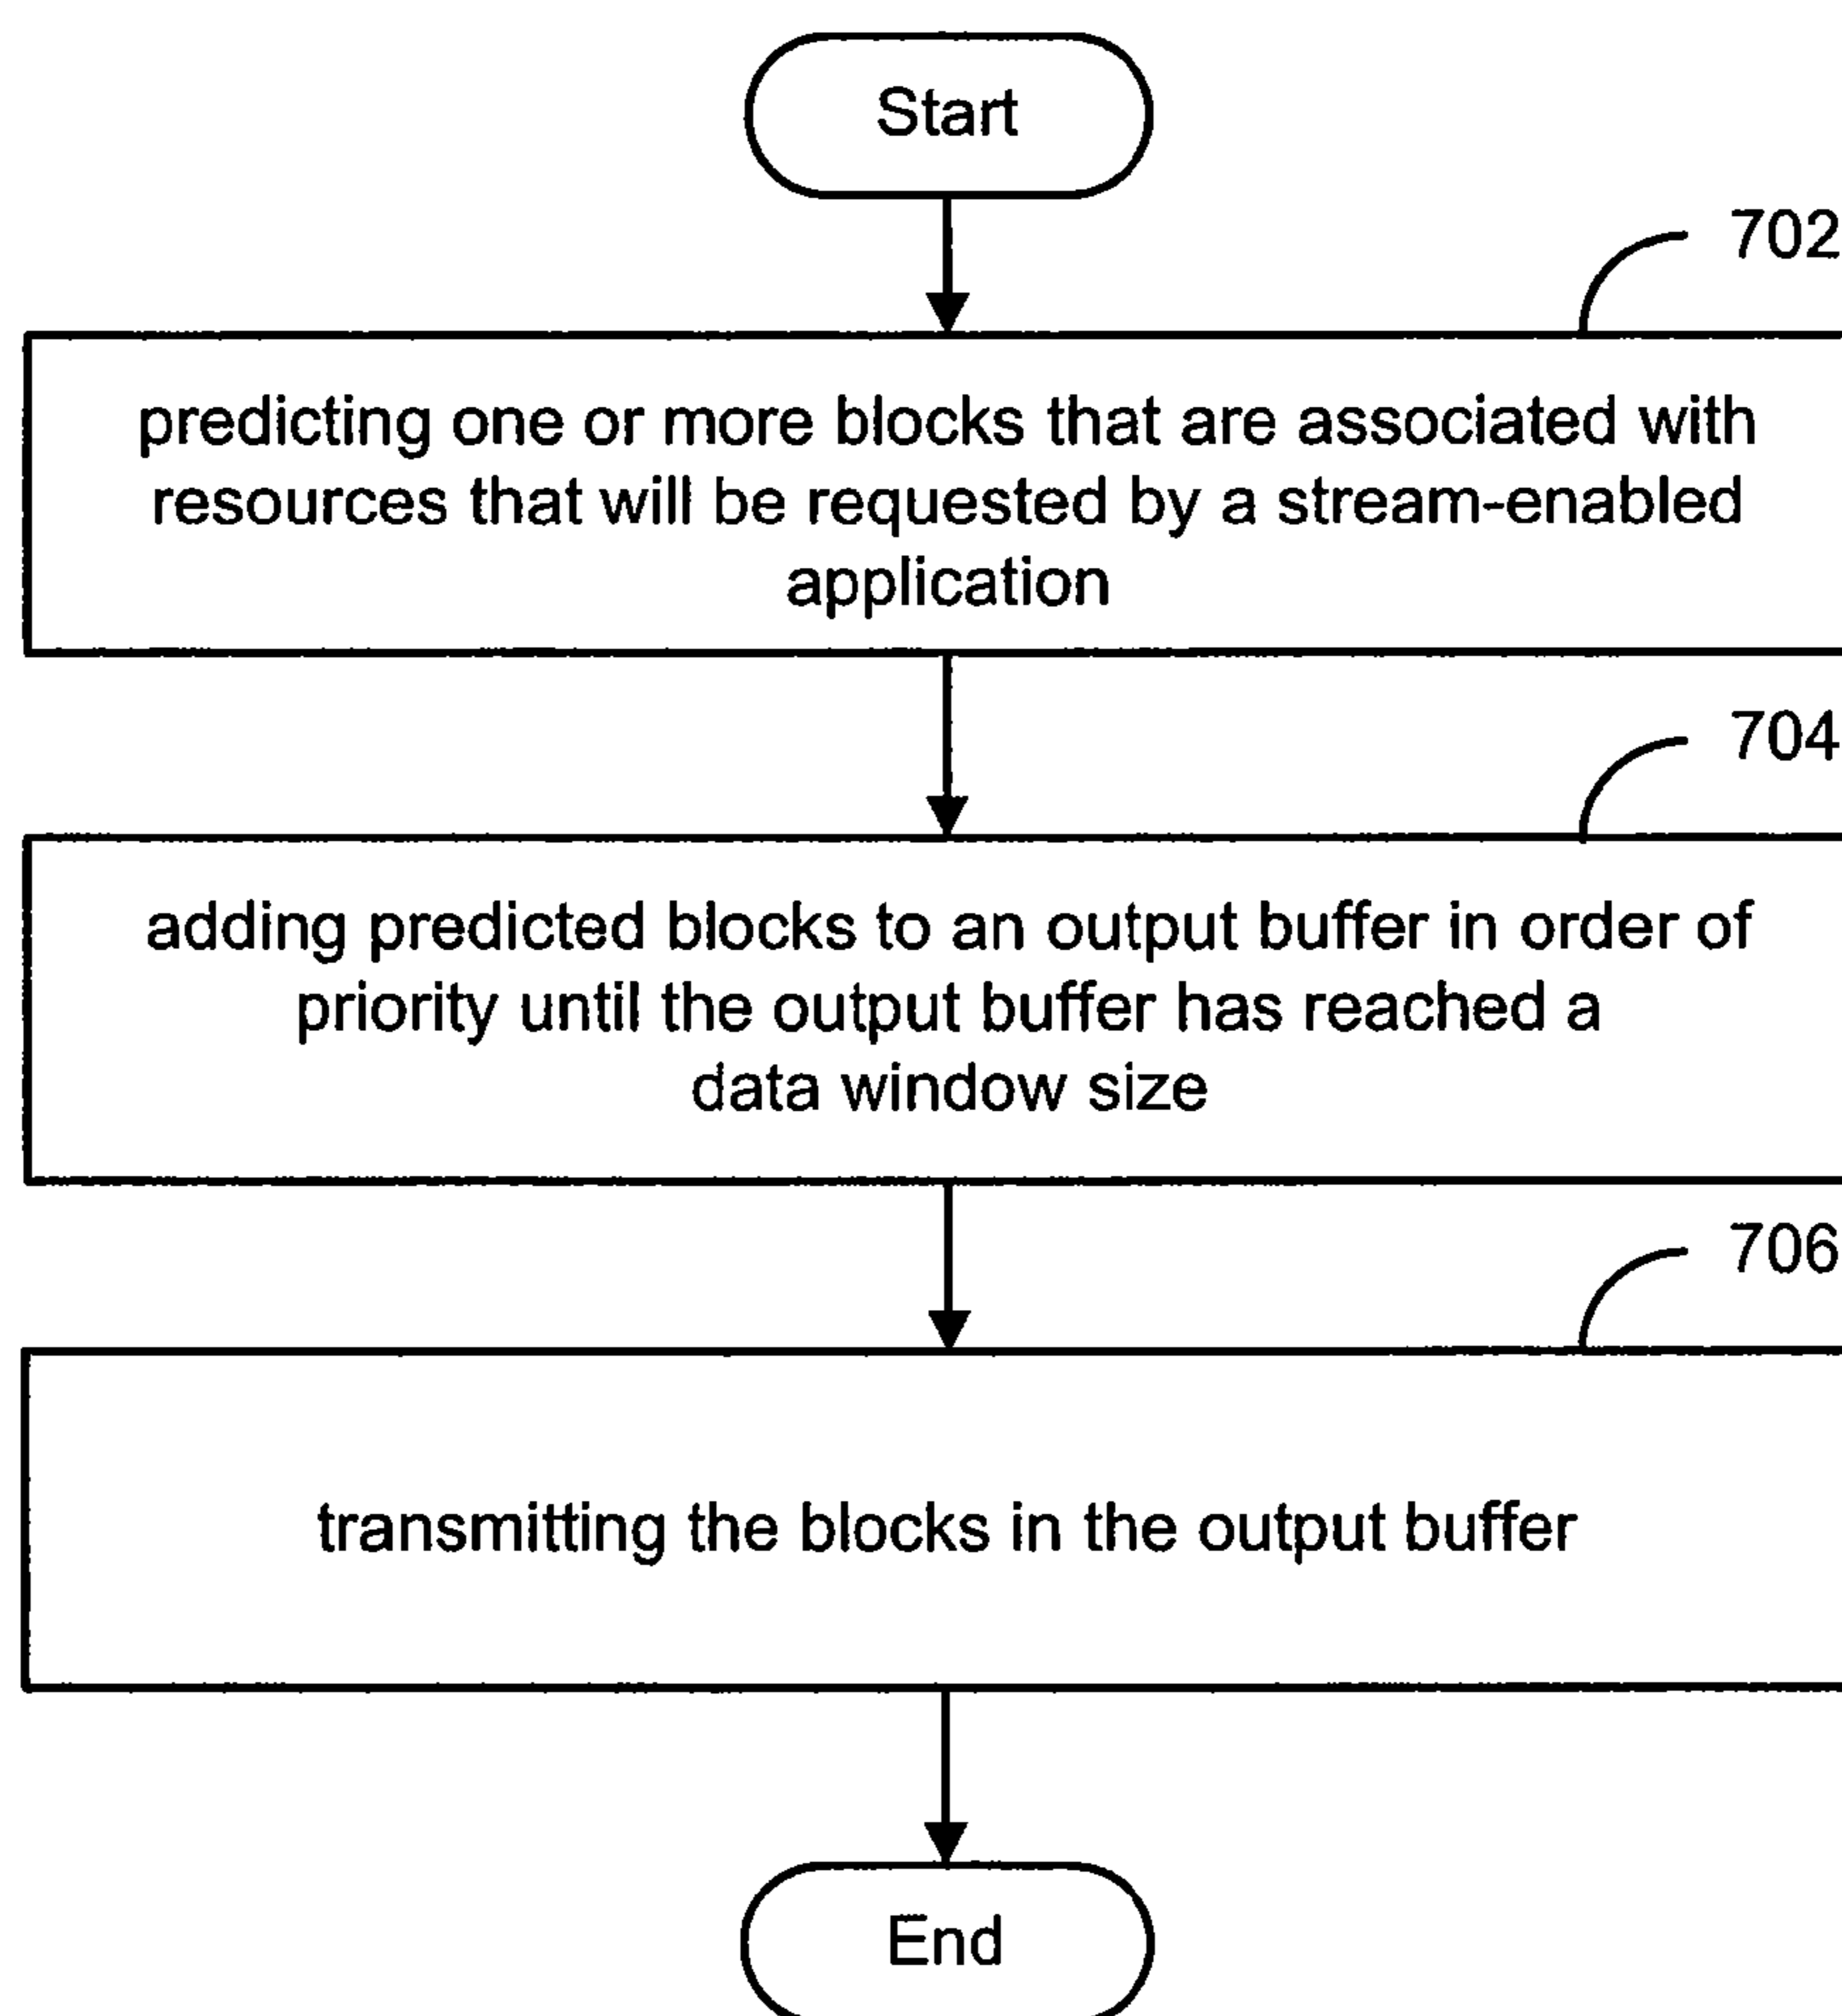 Start
702
predicting one or more blocks that are associated with
resources that will be requested by a stream-enabled
application
704
adding predicted blocks to an output buffer in order of
priority until the output buffer has reached a
data window size
706
transmitting the blocks in the output buffer
End